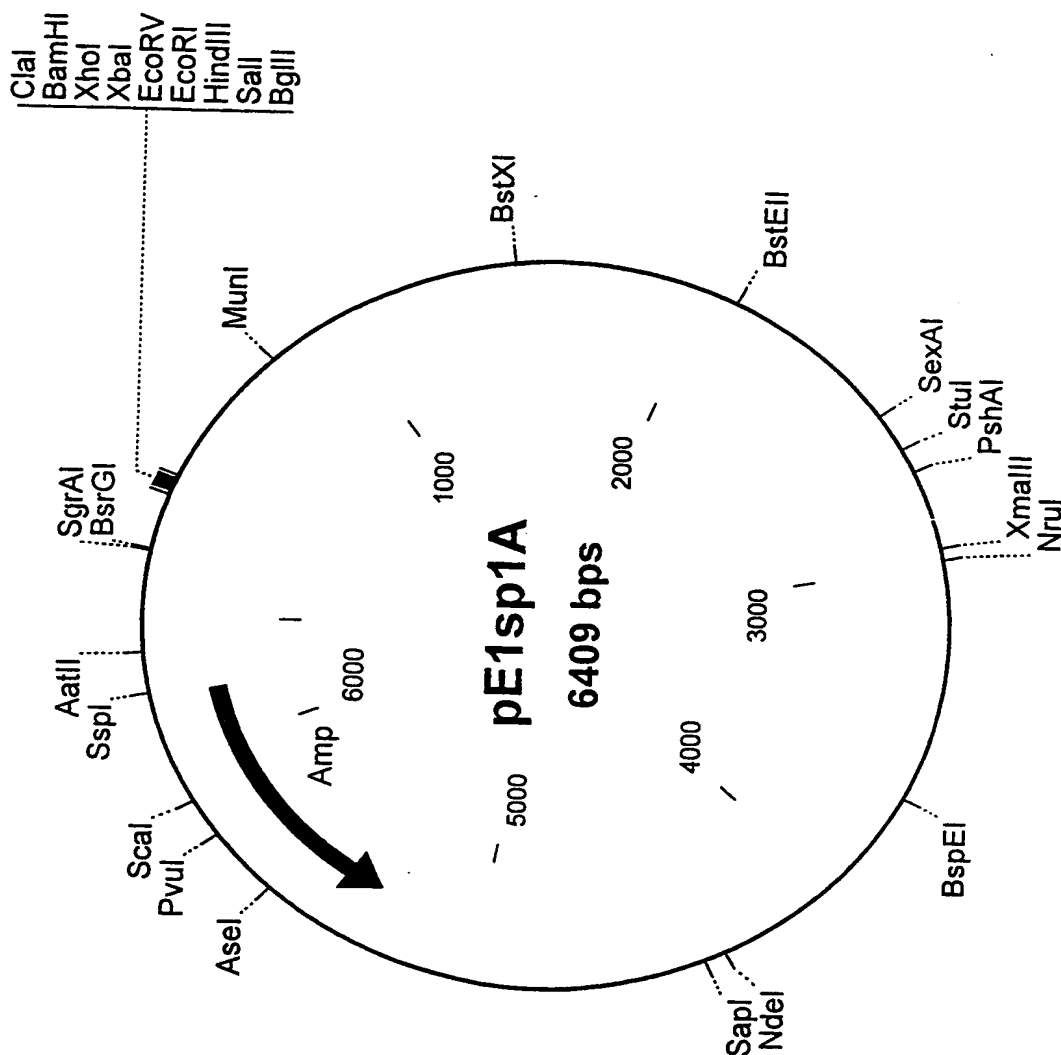 ClaI
BamHI
XhoI
XbaI
EcoRV
EcoRI
HindIII
SalI
BglII
BstXI
MunI
BstEII
SgrAI
BsrGI
SexAI
StuI
PshAI
1000
2000
XmaIII
NruI
pE1sp1A
6409 bps
3000
AatII
SspI
6000
Amp
4000
5000
ScaI
PvuI
AseI
BspEI
SapI
NdeI